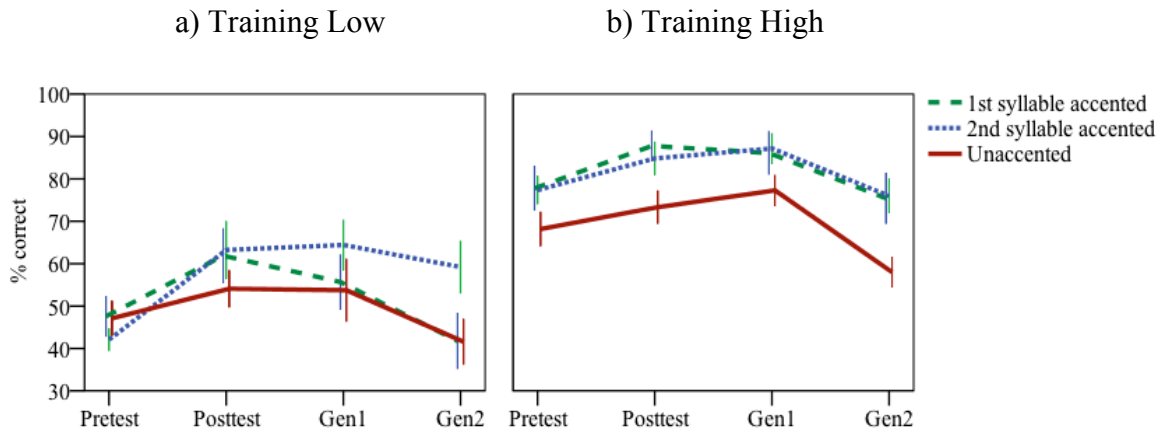 a) Training Low
b) Training High
% correct
100
90
80
70
60
50
40
30
Pretest Posttest Gen1 Gen2
Pretest Posttest Gen1 Gen2
1st syllable accented
2nd syllable accented
Unaccented